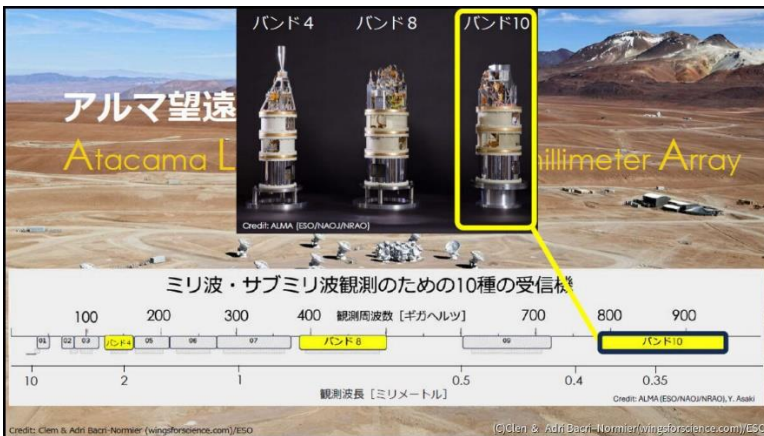 バンド4 バンド8 バンド10
アルマ望遠
Atacama L
illimeter Array
Credit: ALMA (ESO/NAOJ/NRAO)
ミリ波・サブミリ波観測のための10種の受信機
100 200 300 400 観測周波数［ギガヘルツ］ 700 800 900
01 02 03 バンド4 05 06 07 バンド8 09 バンド10
10 2 1 0.5 0.4 0.35
観測波長［ミリメートル］
Credit: ALMA (ESO/NAOJ/NRAO), Y. Asaki
Credit: Clem & Adri Bacri-Normier (wingsforscience.com)/ESO
(C)Clen & Adri Bacri-Normier(wingsforscience.com)/ESO